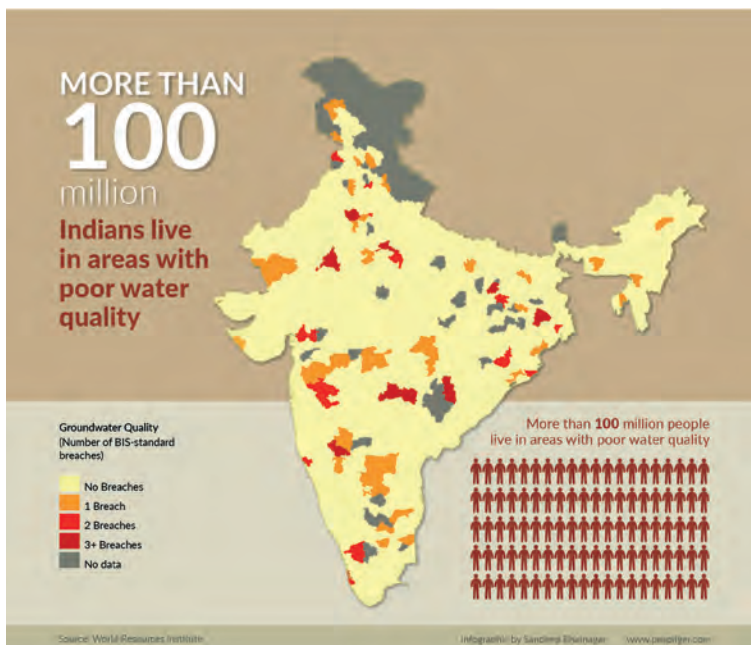 MORE THAN
100
million
Indians live
in areas with
poor water
quality
Groundwater Quality
(Number of BIS-standard
breaches)
No Breaches
1 Breach
2 Breaches
3+ Breaches
No data
More than 100 million people
live in areas with poor water quality
Source: World Resources Institute
Infographic by Sandeep